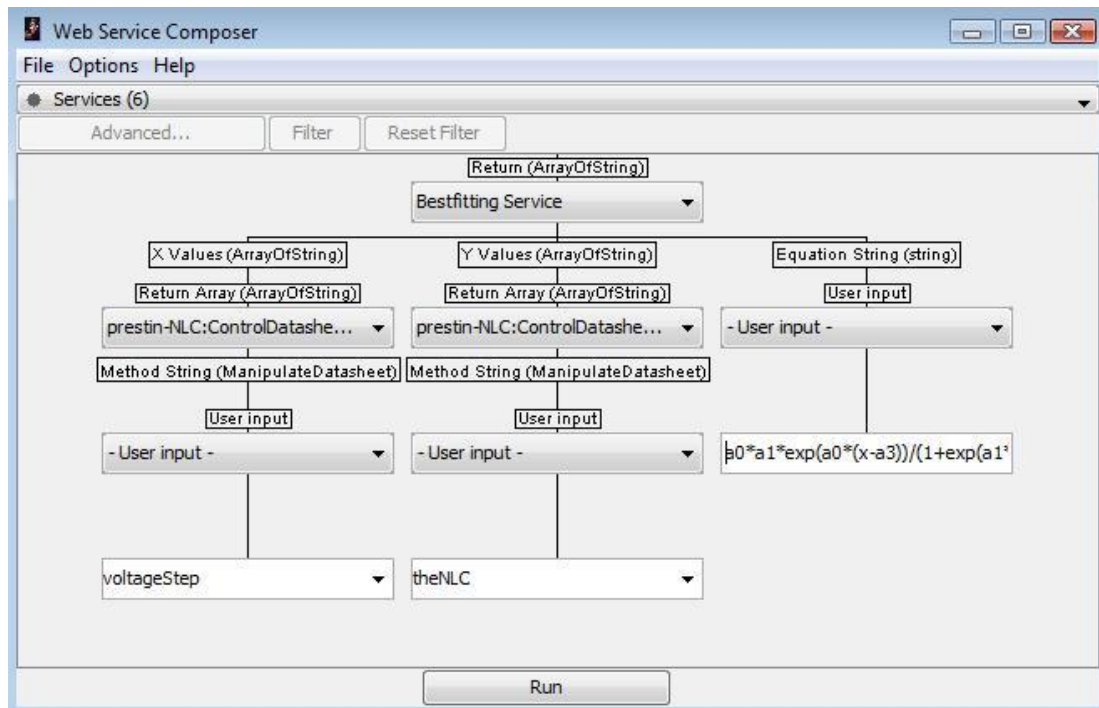 Web Service Composer
File Options Help
Services (6)
Advanced... Filter Reset Filter
Return (ArrayOfString)
Bestfitting Service
X Values (ArrayOfString) Y Values (ArrayOfString) Equation String (string)
Return Array (ArrayOfString) Return Array (ArrayOfString) User input
prestin-NLC:ControlDatashe... prestin-NLC:ControlDatashe... - User input -
Method String (ManipulateDatasheet) Method String (ManipulateDatasheet)
User input User input
- User input - - User input - a0*a1*exp(a0*(x-a3))/(1+exp(a1*
voltageStep theNLC
Run